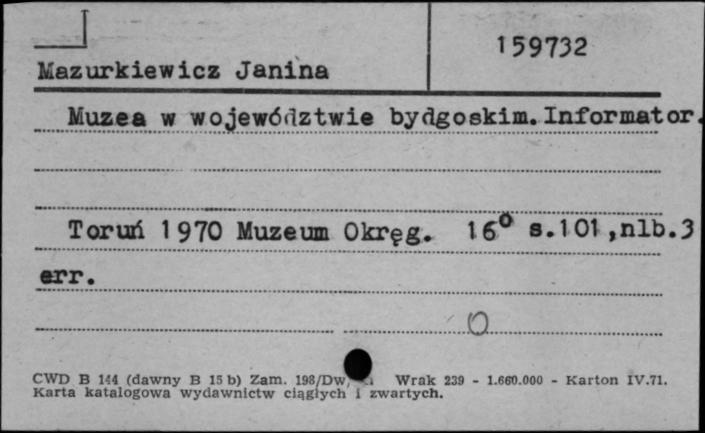 159732
Mazurkiewicz Janina
Muzea w województwie bydgoskim. Informator.
Toruń 1970 Muzeum Okręg. 16⁰ s.101,nlb.3
err.
CWD B 144 (dawny B 15 b) Zam. 198/Dw, Wrak 239 - 1.660.000 - Karton IV.71.
Karta katalogowa wydawnictw ciągłych i zwartych.